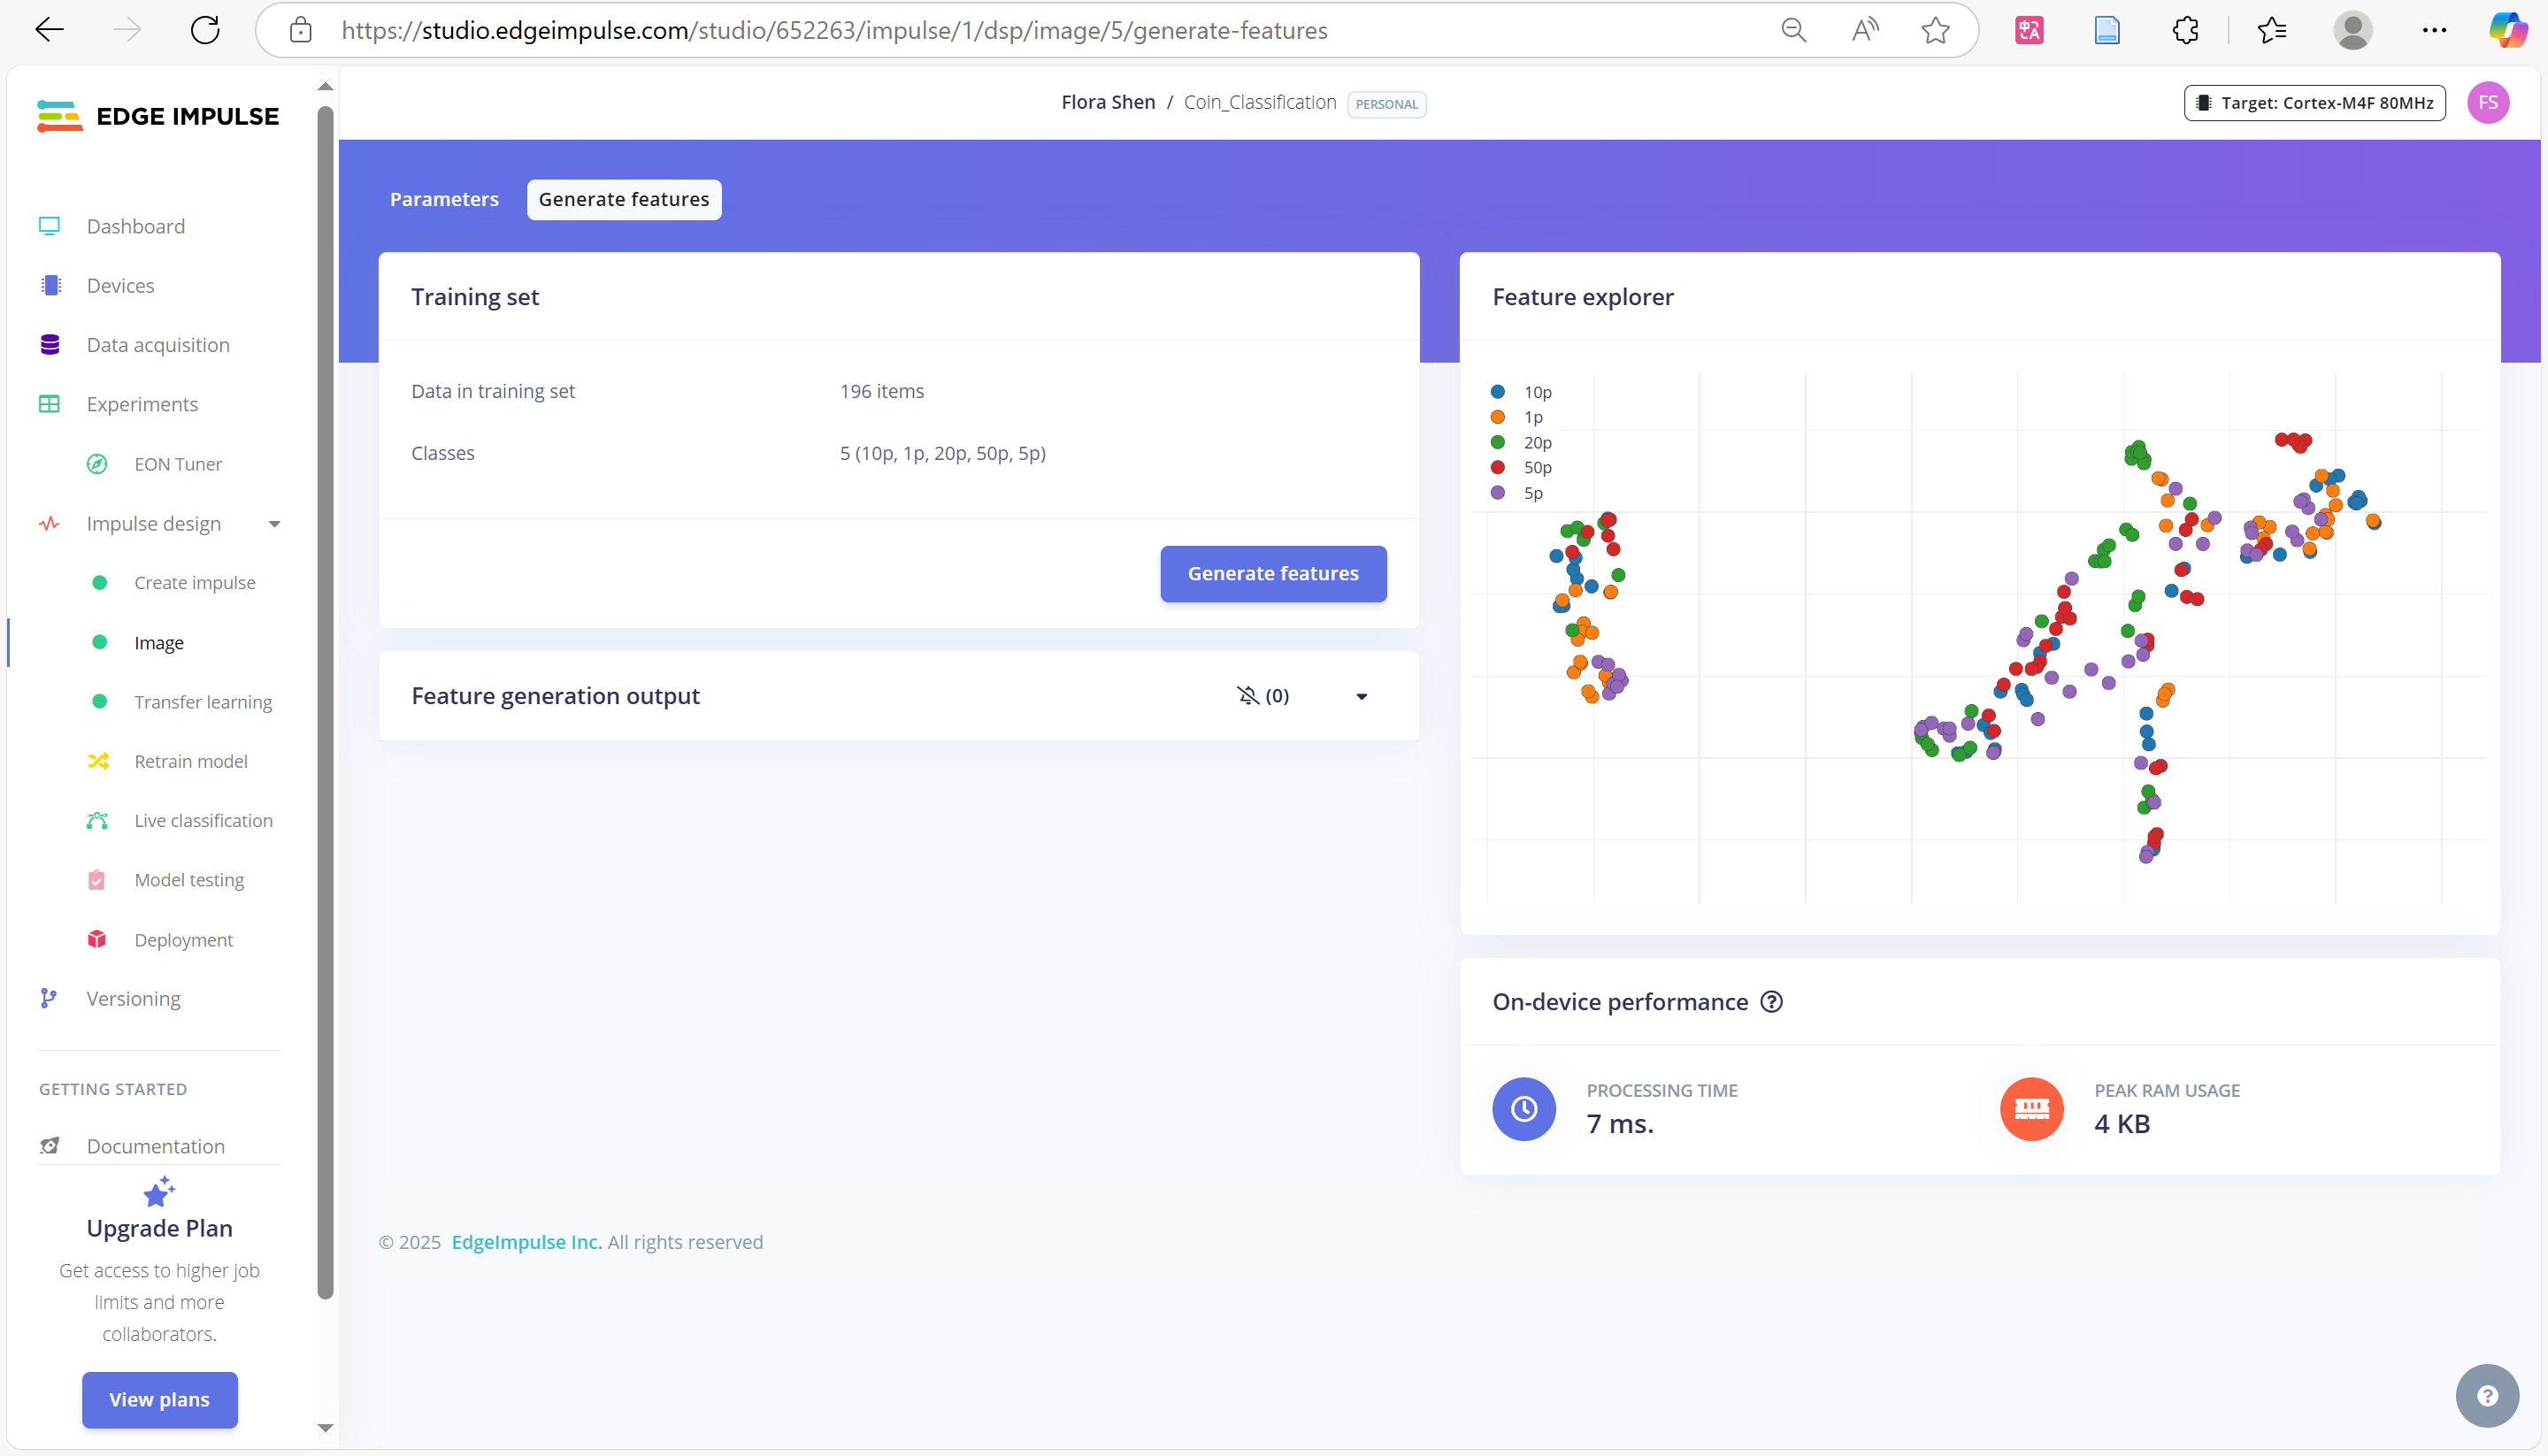 https://studio.edgeimpulse.com/studio/652263/impulse/1/dsp/image/5/generate-features
EDGE IMPULSE
Flora Shen / Coin_Classification PERSONAL
Target: Cortex-M4F 80MHz
FS
Dashboard
Devices
Data acquisition
Experiments
EON Tuner
Impulse design
Create impulse
Image
Transfer learning
Retrain model
Live classification
Model testing
Deployment
Versioning
GETTING STARTED
Documentation
Upgrade Plan
Get access to higher job
limits and more
collaborators.
View plans
Parameters
Generate features
Training set
Data in training set 196 items
Classes 5 (10p, 1p, 20p, 50p, 5p)
Generate features
Feature generation output (0)
Feature explorer
10p
1p
20p
50p
5p
On-device performance
PROCESSING TIME
7 ms.
PEAK RAM USAGE
4 KB
© 2025 EdgeImpulse Inc. All rights reserved